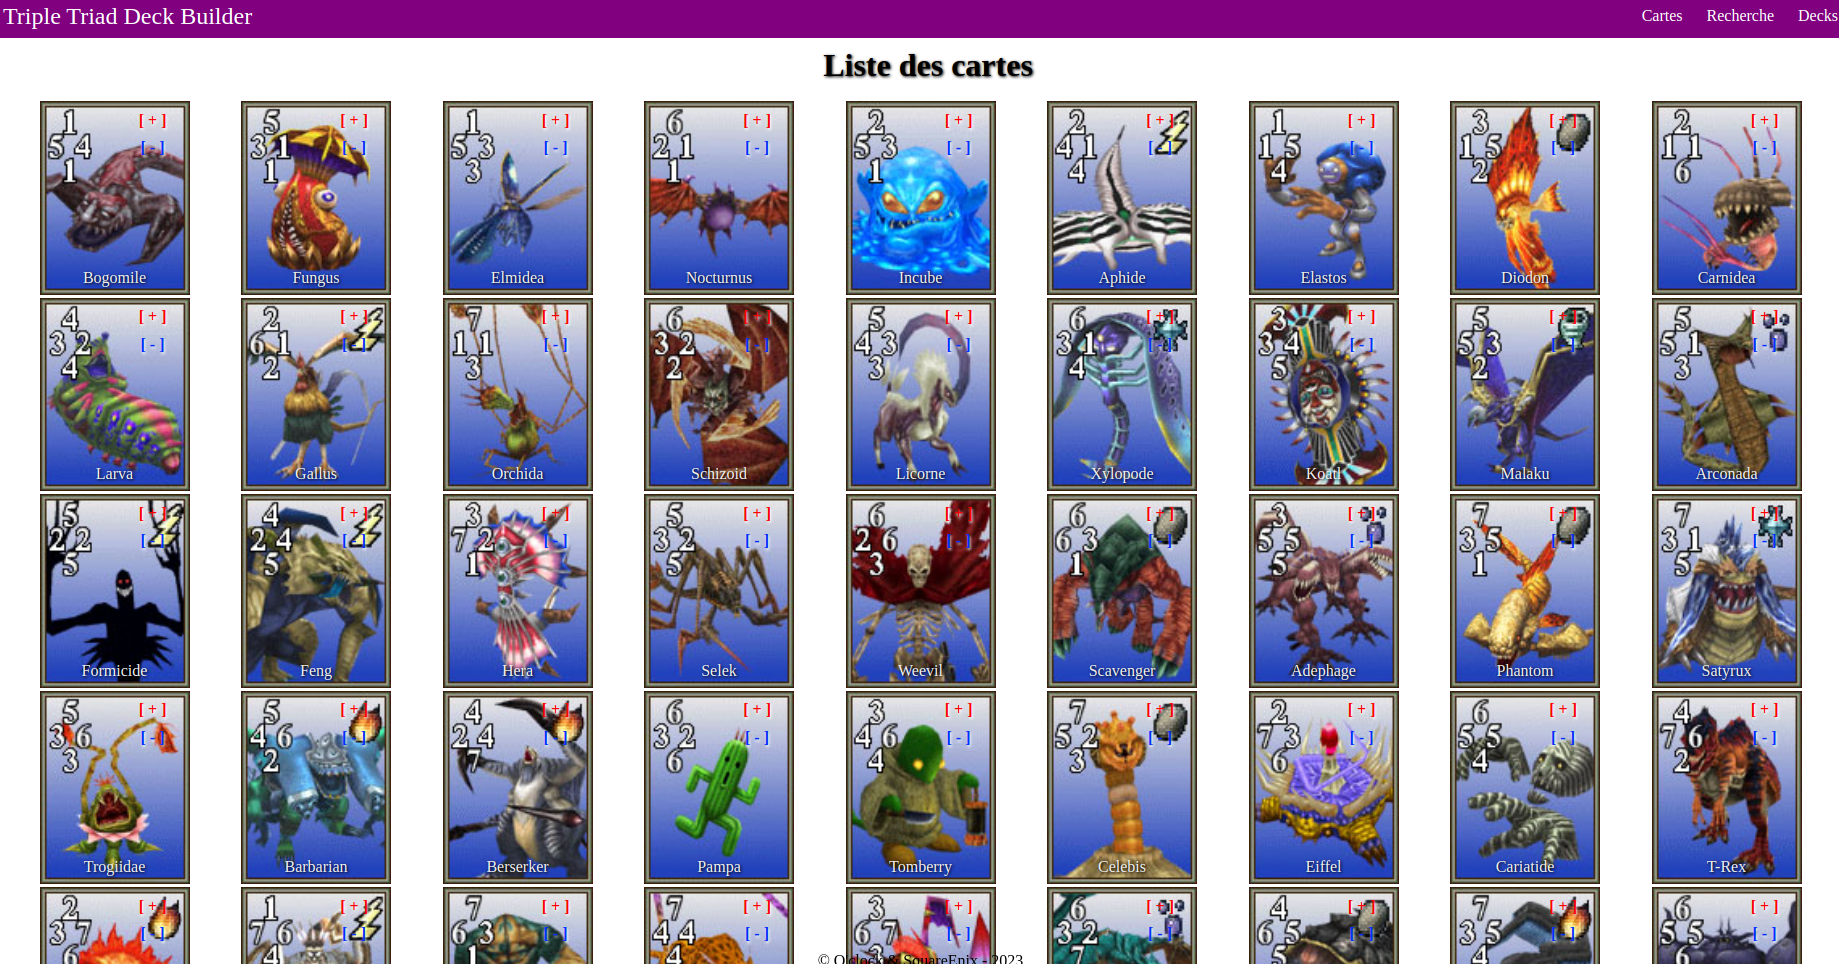 Triple Triad Deck Builder
Cartes Recherche Decks
Liste des cartes
1 [ + ] 5 [ + ] 1 [ + ] 6 [ + ] 2 [ + ] 2 [ + ] 1 [ + ] 3 [ + ] 2 [ + ]
5 4 [ - ] 3 1 [ - ] 5 3 [ - ] 2 1 [ - ] 5 3 [ - ] 4 1 [ - ] 1 5 [ - ] 1 5 [ - ] 1 1 [ - ]
1 1 3 1 1 4 4 2 6
Bogomile Fungus Elmidea Nocturnus Incube Aphide Elastos Diodon Carnidea
4 [ + ] 2 [ + ] 7 [ + ] 6 [ + ] 5 [ + ] 6 [ + ] 3 [ + ] 5 [ + ] 5 [ + ]
3 2 [ - ] 6 1 [ - ] 1 1 [ - ] 3 2 [ - ] 4 3 [ - ] 3 1 [ - ] 3 4 [ - ] 5 3 [ - ] 5 1 [ - ]
4 2 3 2 3 4 5 2 3
Larva Gallus Orchida Schizoid Licorne Xylopode Koatl Malaku Arconada
5 [ + ] 4 [ + ] 3 [ + ] 5 [ + ] 6 [ + ] 6 [ + ] 3 [ + ] 7 [ + ] 7 [ + ]
2 2 [ - ] 2 4 [ - ] 7 2 [ - ] 3 2 [ - ] 2 6 [ - ] 6 3 [ - ] 5 5 [ - ] 3 5 [ - ] 3 1 [ - ]
5 5 1 5 3 1 5 1 5
Formicide Feng Hera Selek Weevil Scavenger Adephage Phantom Satyrux
5 [ + ] 5 [ + ] 4 [ + ] 6 [ + ] 3 [ + ] 7 [ + ] 2 [ + ] 6 [ + ] 4 [ + ]
3 6 [ - ] 4 6 [ - ] 2 4 [ - ] 3 2 [ - ] 4 6 [ - ] 5 2 [ - ] 7 3 [ - ] 5 5 [ - ] 7 6 [ - ]
3 2 7 6 4 3 6 4 2
Trogiidae Barbarian Berserker Pampa Tomberry Celebis Eiffel Cariatide T-Rex
2 [ + ] 1 [ + ] 7 [ + ] 7 [ + ] 3 [ + ] 6 [ + ] 4 [ + ] 7 [ + ] 6 [ + ]
3 7 [ - ] 7 6 [ - ] 6 3 [ - ] 4 4 [ - ] 6 7 [ - ] 3 2 [ - ] 6 5 [ - ] 3 5 [ - ] 5 5 [ - ]
6 4 1 4 3 7 5 4 6
© O'clock & SquareEnix - 2023